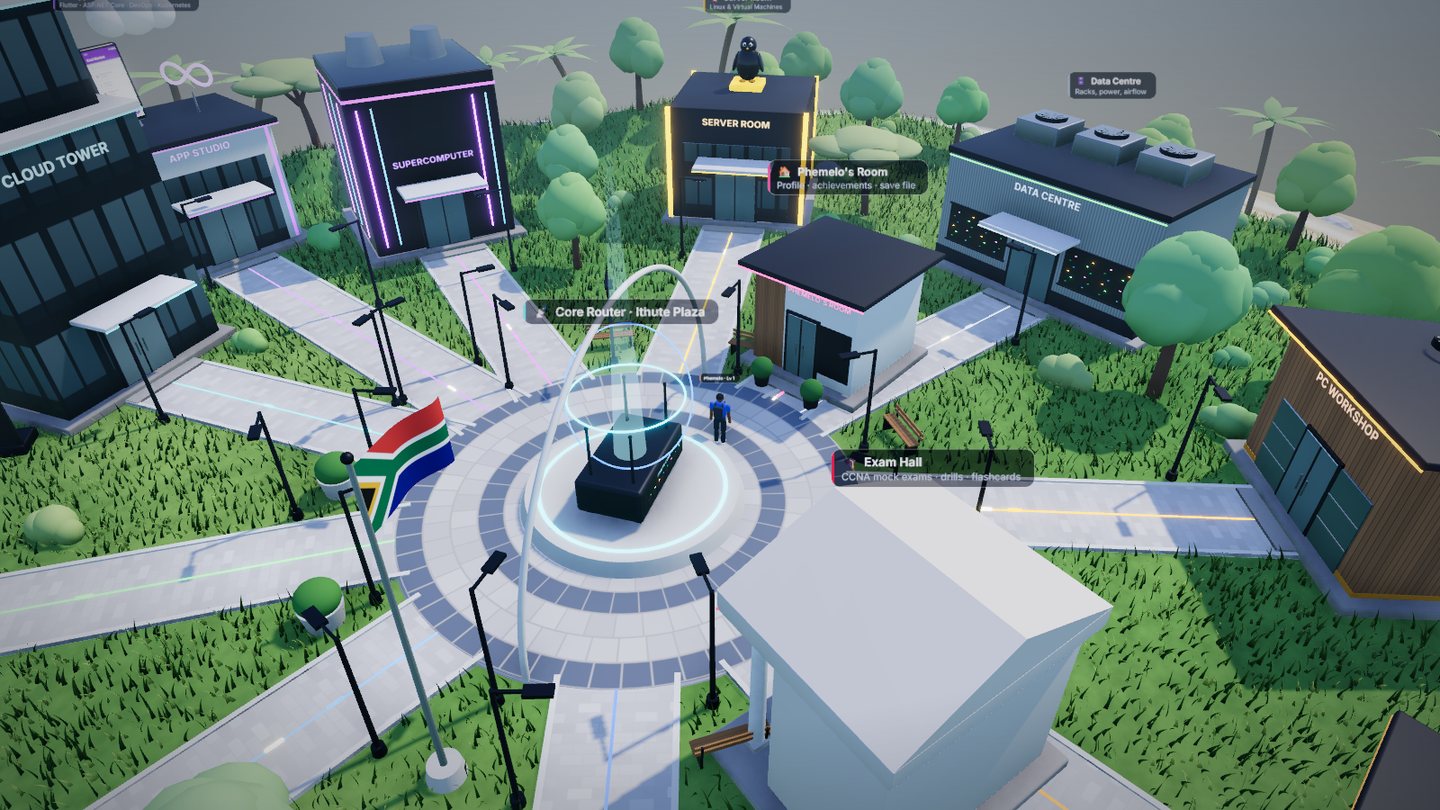 Flutter · ASP.NET Core · DevOps · Kubernetes
Linux & Virtual Machines
Data Centre
Racks, power, airflow
CLOUD TOWER
APP STUDIO
SUPERCOMPUTER
SERVER ROOM
Phemelo's Room
Profile · achievements · save file
DATA CENTRE
PHEMELO'S ROOM
Core Router · Ithute Plaza
Phemelo · Lv 1
PC WORKSHOP
Exam Hall
CCNA mock exams · drills · flashcards